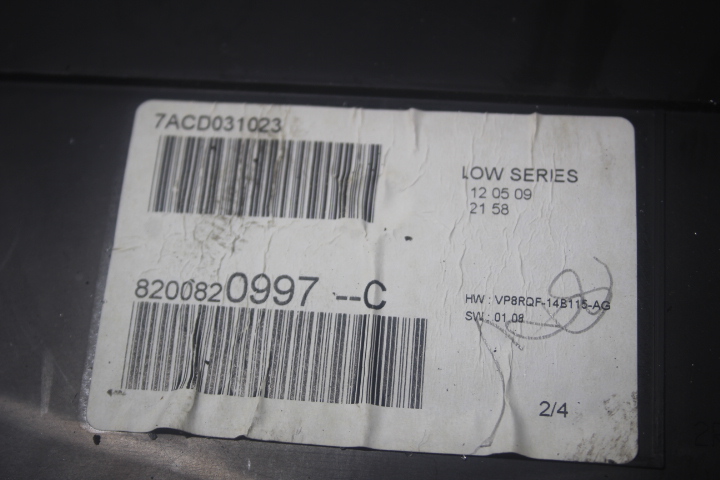 7ACD031023
LOW SERIES
12 05 09
21 58
8200820997 --C
HW : VP8RQF-14B115-AG
SW : 01.08
2/4